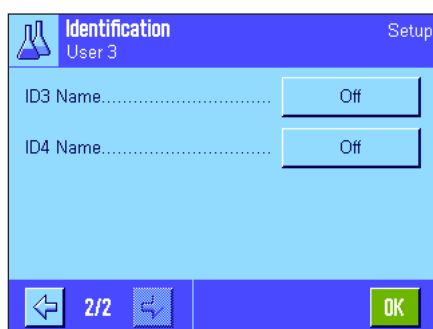 Identification
Setup
User 3
ID3 Name.............................. Off
ID4 Name.............................. Off
2/2
OK